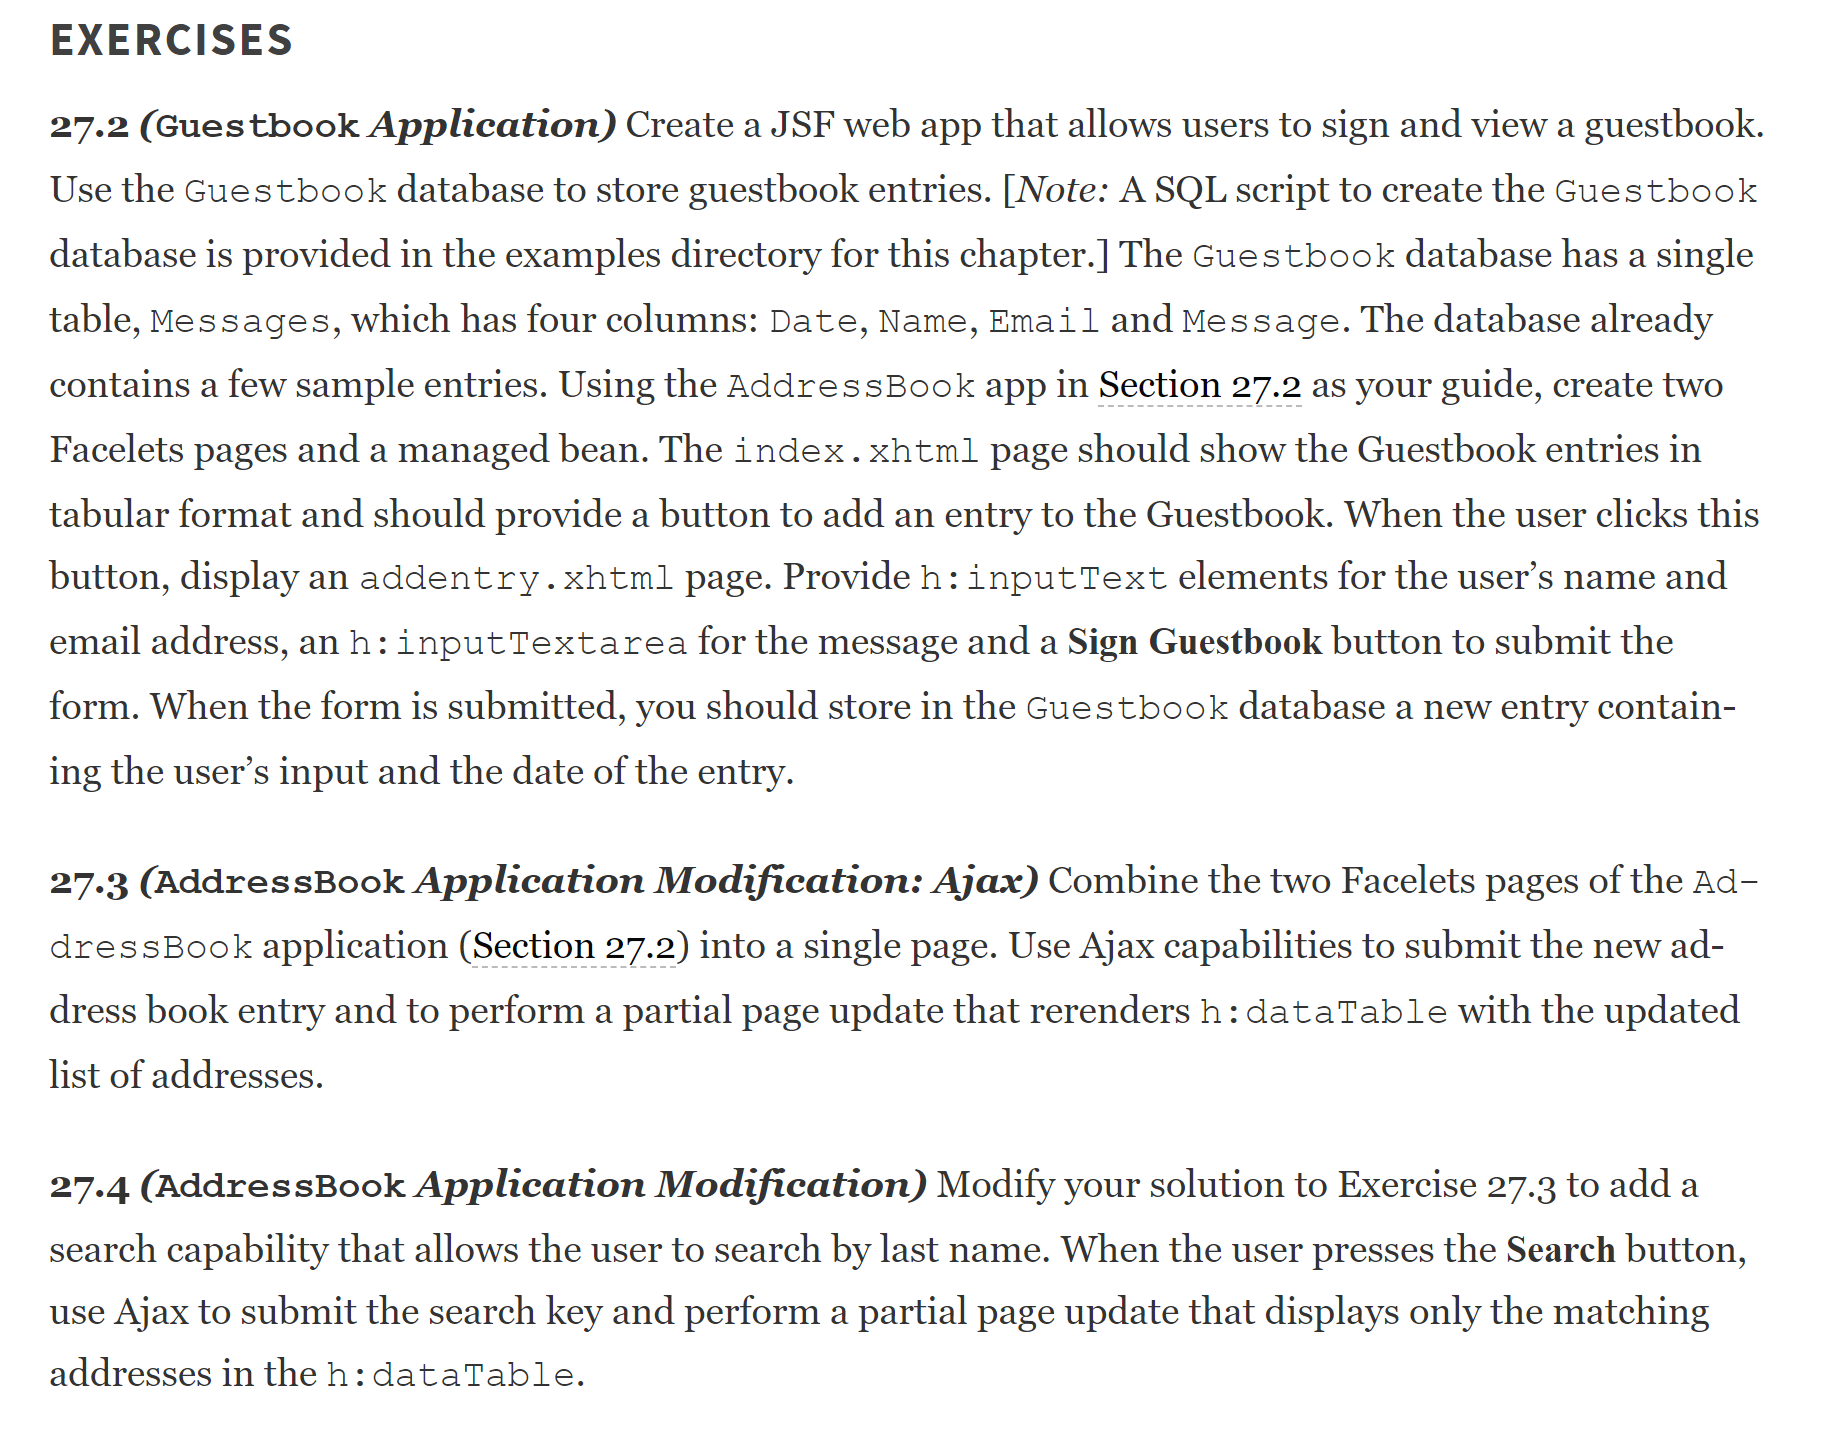 EXERCISES
27.2 (Guestbook Application) Create a JSF web app that allows users to sign and view a guestbook.
Use the Guestbook database to store guestbook entries. [Note: A SQL script to create the Guestbook
database is provided in the examples directory for this chapter.] The Guestbook database has a single
table, Messages, which has four columns: Date, Name, Email and Message. The database already
contains a few sample entries. Using the AddressBook app in Section 27.2 as your guide, create two
Facelets pages and a managed bean. The index.xhtml page should show the Guestbook entries in
tabular format and should provide a button to add an entry to the Guestbook. When the user clicks this
button, display an addentry.xhtml page. Provide h:inputText elements for the user’s name and
email address, an h:inputTextarea for the message and a Sign Guestbook button to submit the
form. When the form is submitted, you should store in the Guestbook database a new entry contain-
ing the user’s input and the date of the entry.
27.3 (AddressBook Application Modification: Ajax) Combine the two Facelets pages of the Ad-
dressBook application (Section 27.2) into a single page. Use Ajax capabilities to submit the new ad-
dress book entry and to perform a partial page update that rerenders h:dataTable with the updated
list of addresses.
27.4 (AddressBook Application Modification) Modify your solution to Exercise 27.3 to add a
search capability that allows the user to search by last name. When the user presses the Search button,
use Ajax to submit the search key and perform a partial page update that displays only the matching
addresses in the h:dataTable.